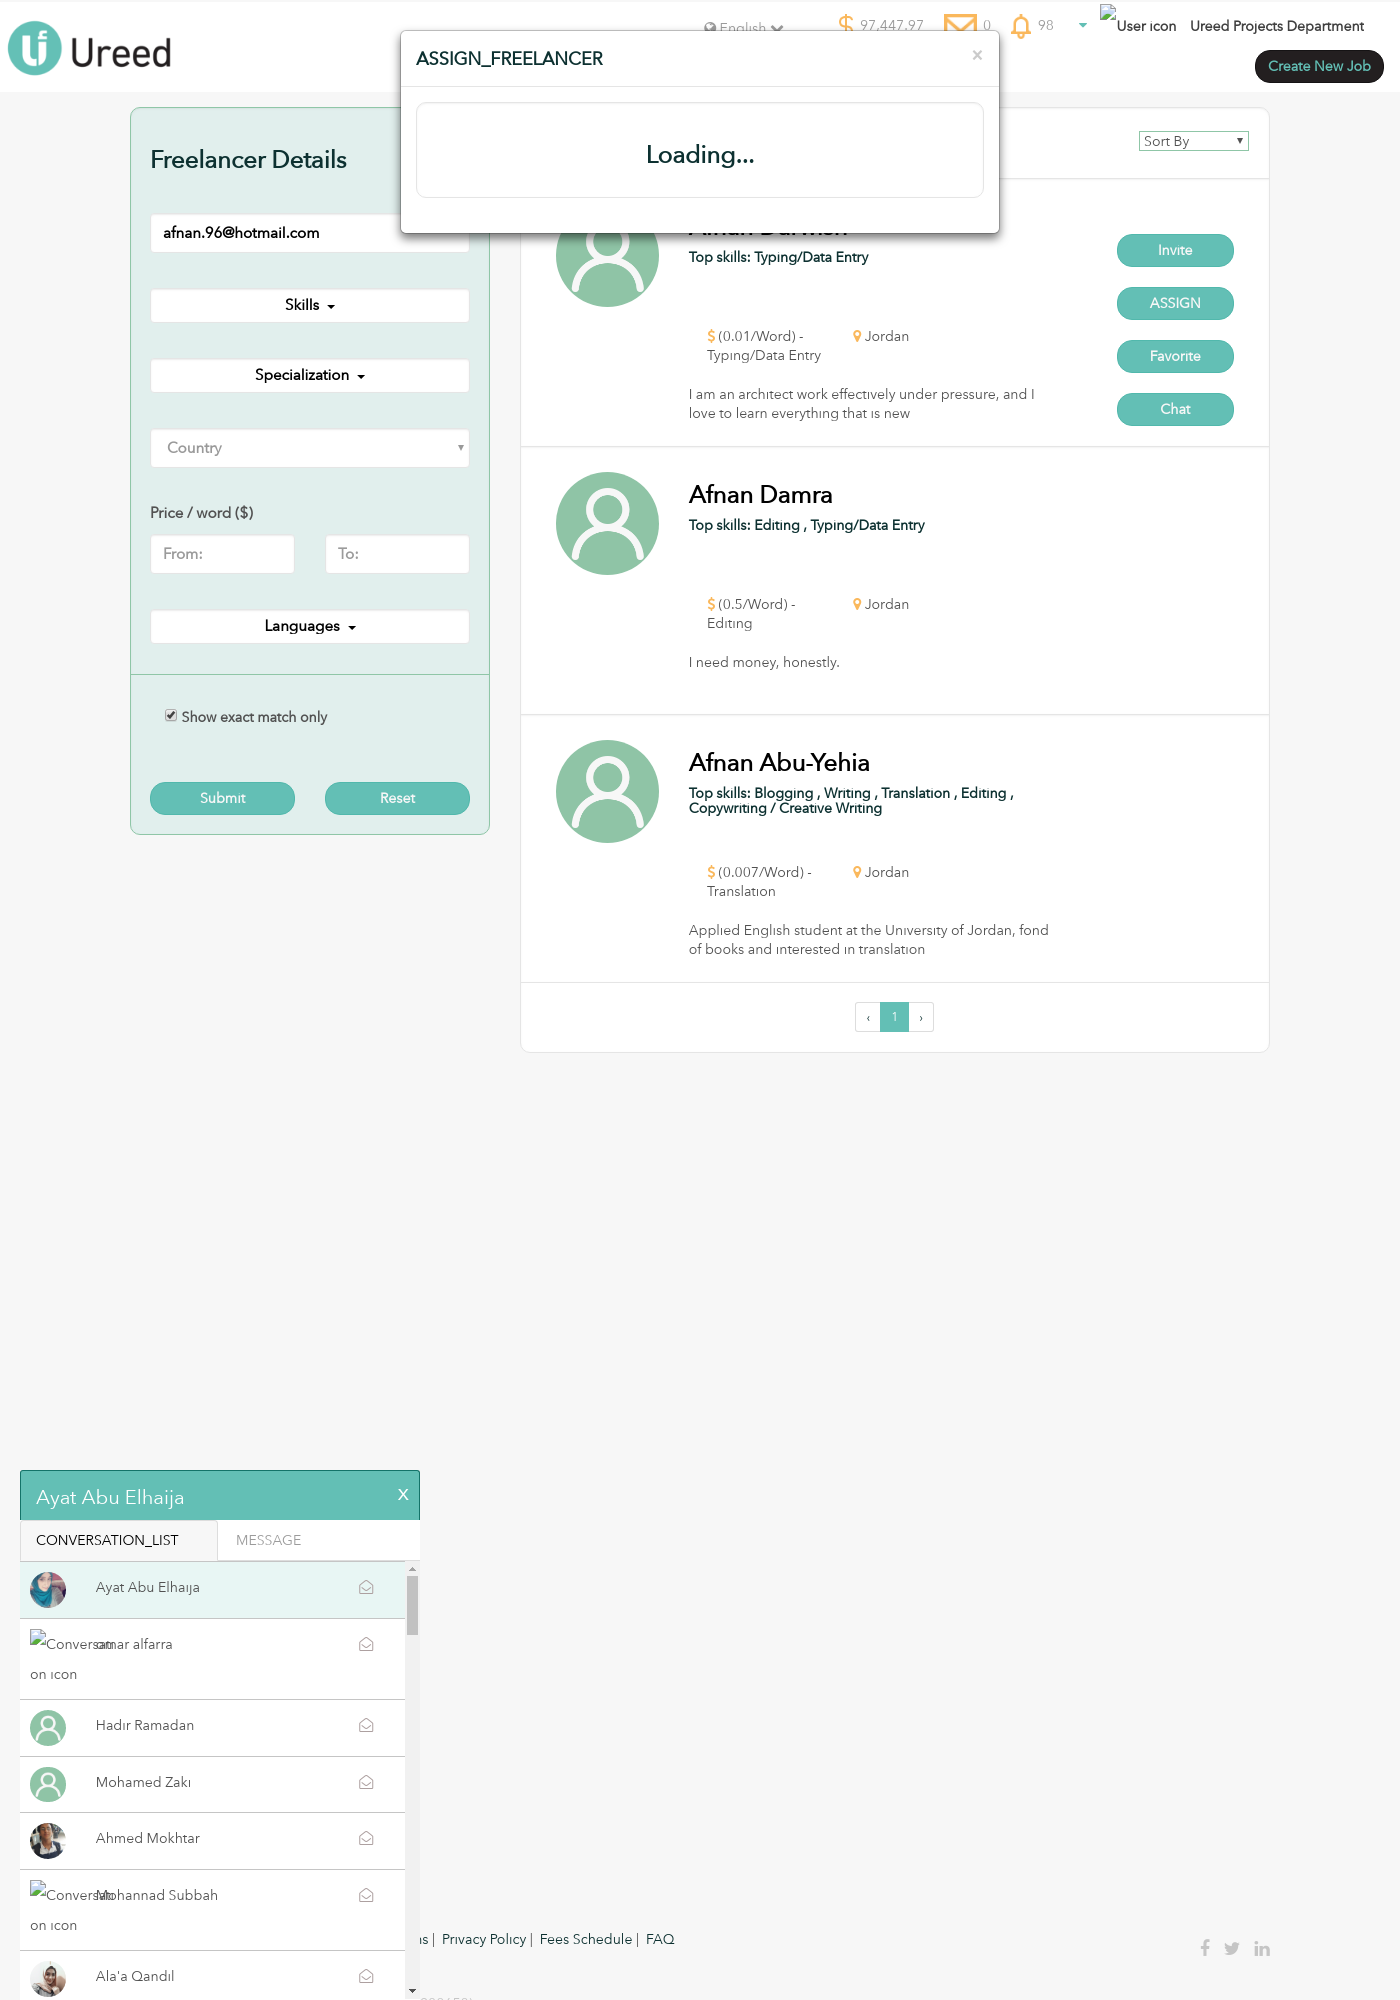 Ureed
English
97,447.97
0
98
User icon
Ureed Projects Department
Create New Job
ASSIGN_FREELANCER
×
Loading...
Freelancer Details
afnan.96@hotmail.com
Skills
Specialization
Country
Price / word ($)
From:
To:
Languages
Show exact match only
Submit
Reset
Sort By
Top skills: Typing/Data Entry
$ (0.01/Word) -
Typing/Data Entry
Jordan
I am an architect work effectively under pressure, and I
love to learn everything that is new
Invite
ASSIGN
Favorite
Chat
Afnan Damra
Top skills: Editing , Typing/Data Entry
$ (0.5/Word) -
Editing
Jordan
I need money, honestly.
Afnan Abu-Yehia
Top skills: Blogging , Writing , Translation , Editing ,
Copywriting / Creative Writing
$ (0.007/Word) -
Translation
Jordan
Applied English student at the University of Jordan, fond
of books and interested in translation
‹ 1 ›
Ayat Abu Elhaija
X
CONVERSATION_LIST
MESSAGE
Ayat Abu Elhaija
omar alfarra
on icon
Hadir Ramadan
Mohamed Zaki
Ahmed Mokhtar
Mohannad Subbah
on icon
Ala'a Qandil
| Privacy Policy | Fees Schedule | FAQ